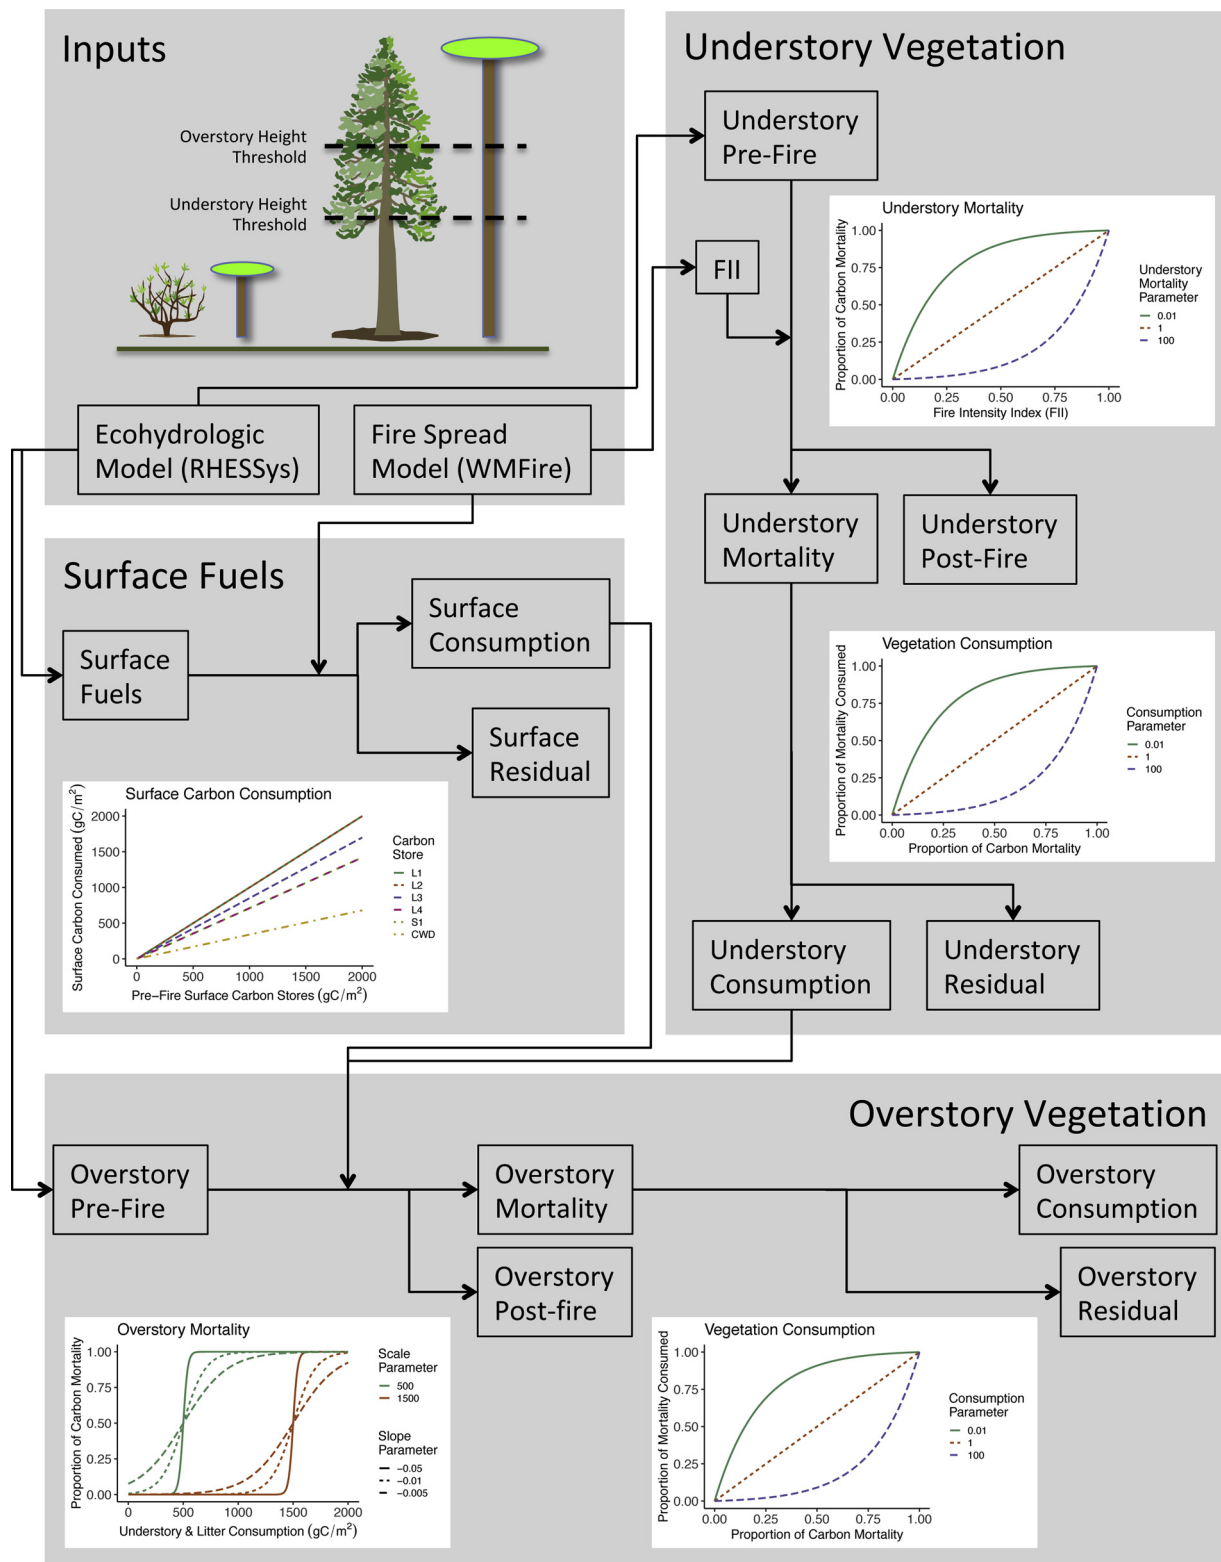 Inputs
Overstory Height
Threshold
Understory Height
Threshold
Ecohydrologic
Model (RHESSys)
Fire Spread
Model (WMFire)
Understory Vegetation
Understory
Pre-Fire
FII
Understory Mortality
Proportion of Carbon Mortality
1.00
0.75
0.50
0.25
0.00
0.00 0.25 0.50 0.75 1.00
Fire Intensity Index (FII)
Understory
Mortality
Parameter
0.01
1
100
Understory
Mortality
Understory
Post-Fire
Vegetation Consumption
Proportion of Mortality Consumed
1.00
0.75
0.50
0.25
0.00
0.00 0.25 0.50 0.75 1.00
Proportion of Carbon Mortality
Consumption
Parameter
0.01
1
100
Understory
Consumption
Understory
Residual
Surface Fuels
Surface
Fuels
Surface
Consumption
Surface
Residual
Surface Carbon Consumption
Surface Carbon Consumed (gC/m²)
2000
1500
1000
500
0
0 500 1000 1500 2000
Pre−Fire Surface Carbon Stores (gC/m²)
Carbon
Store
L1
L2
L3
L4
S1
CWD
Overstory Vegetation
Overstory
Pre-Fire
Overstory
Mortality
Overstory
Post-fire
Overstory
Consumption
Overstory
Residual
Overstory Mortality
Proportion of Carbon Mortality
1.00
0.75
0.50
0.25
0.00
0 500 1000 1500 2000
Understory & Litter Consumption (gC/m²)
Scale
Parameter
500
1500
Slope
Parameter
−0.05
−0.01
−0.005
Vegetation Consumption
Proportion of Mortality Consumed
1.00
0.75
0.50
0.25
0.00
0.00 0.25 0.50 0.75 1.00
Proportion of Carbon Mortality
Consumption
Parameter
0.01
1
100